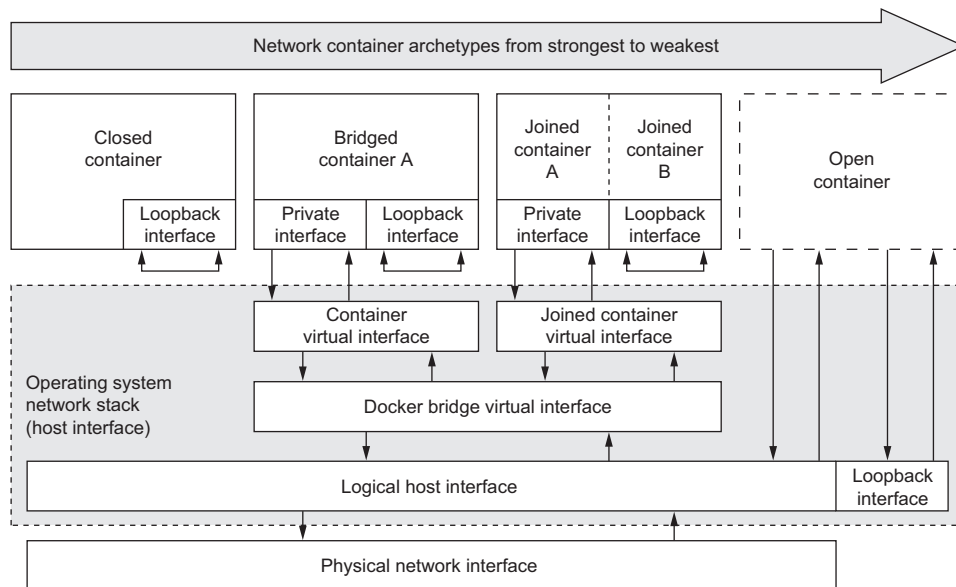 Network container archetypes from strongest to weakest
Closed
container
Loopback
interface
Bridged
container A
Private
interface
Loopback
interface
Joined
container
A
Joined
container
B
Private
interface
Loopback
interface
Open
container
Container
virtual interface
Joined container
virtual interface
Operating system
network stack
(host interface)
Docker bridge virtual interface
Logical host interface
Loopback
interface
Physical network interface